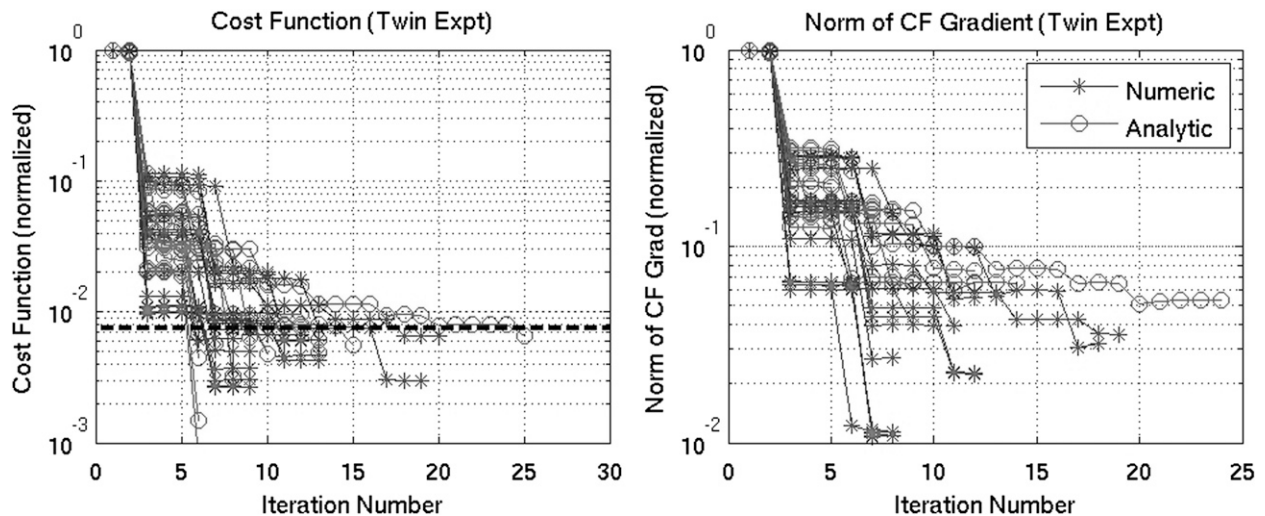 Cost Function (Twin Expt)
Cost Function (normalized)
10 0
10 -1
10 -2
10 -3
0 5 10 15 20 25 30
Iteration Number
Norm of CF Gradient (Twin Expt)
Norm of CF Grad (normalized)
10 0
10 -1
10 -2
0 5 10 15 20 25
Iteration Number
Numeric
Analytic